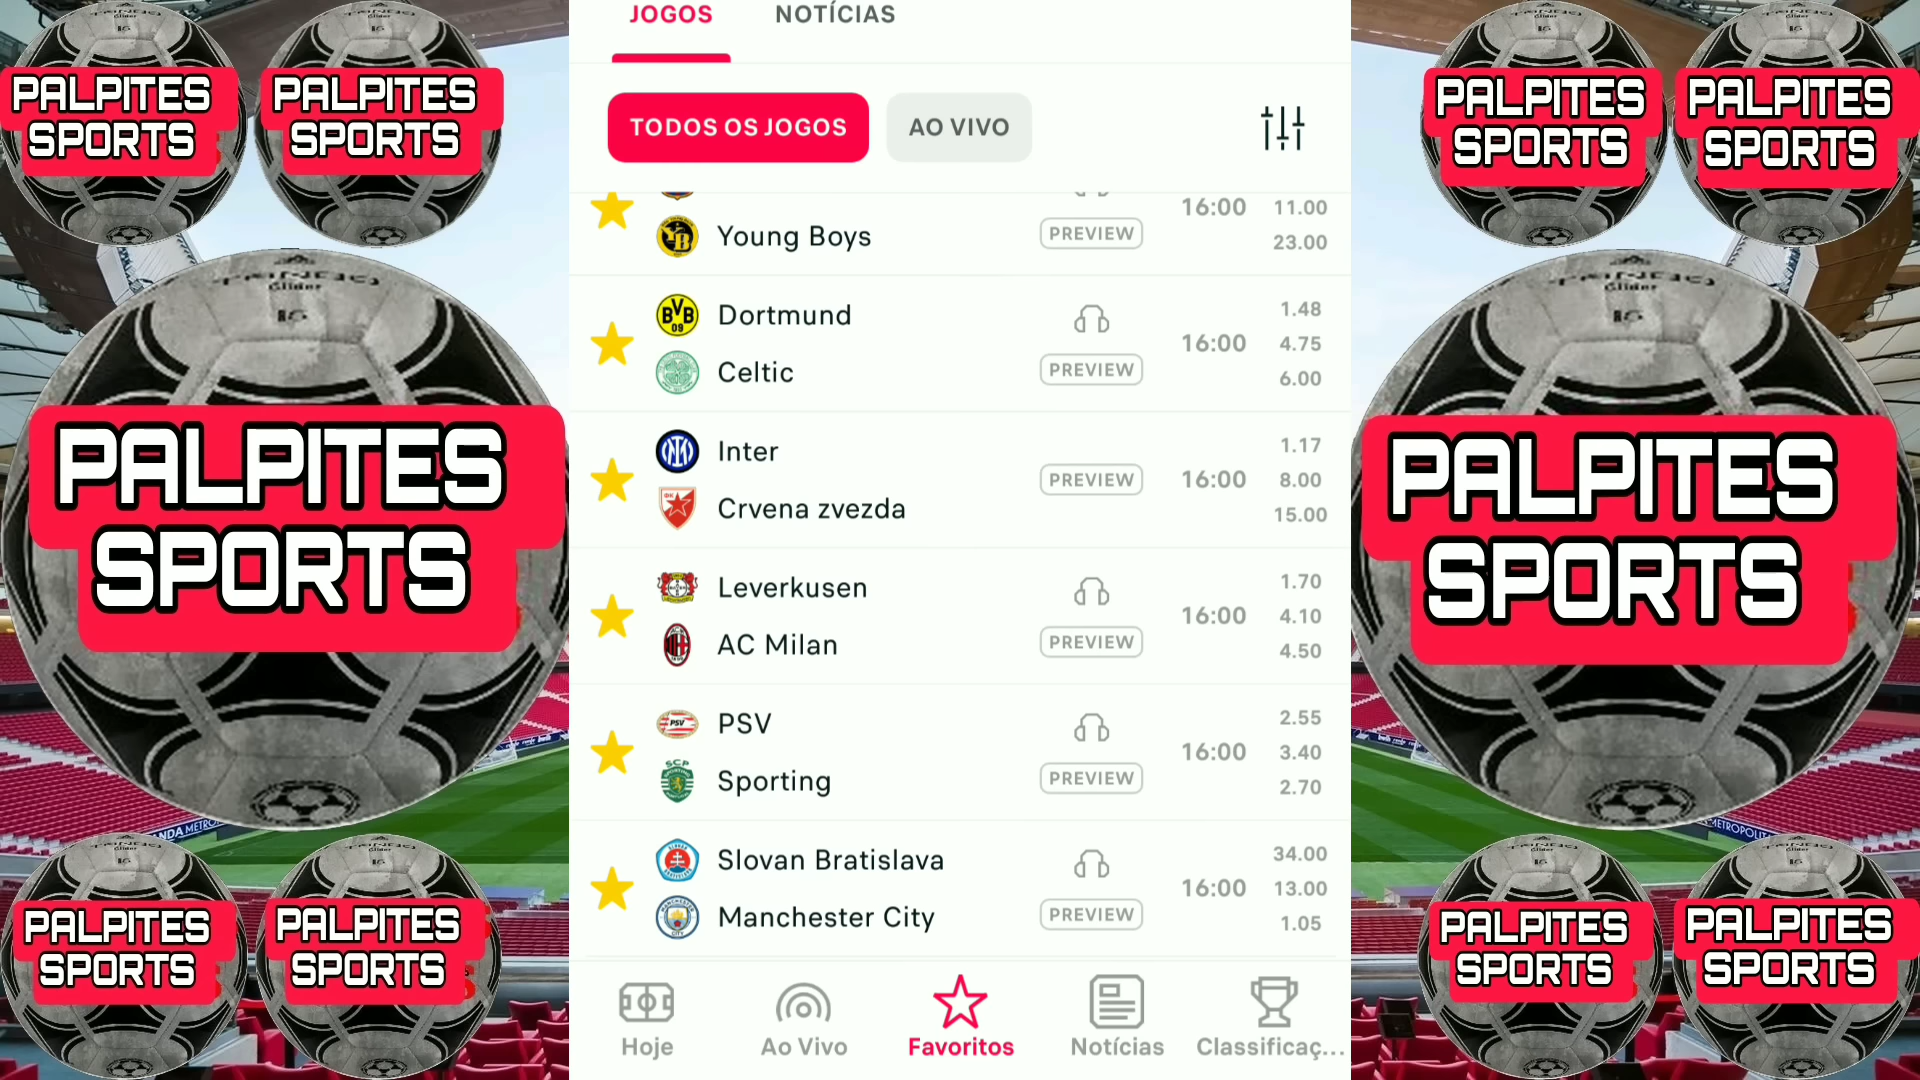 JOGOS NOTÍCIAS
TODOS OS JOGOS AO VIVO
16:00 11.00
Young Boys PREVIEW 23.00
Dortmund 1.48
16:00 4.75
Celtic PREVIEW 6.00
Inter 1.17
PREVIEW 16:00 8.00
Crvena zvezda 15.00
Leverkusen 1.70
16:00 4.10
AC Milan PREVIEW 4.50
PSV 2.55
16:00 3.40
Sporting PREVIEW 2.70
Slovan Bratislava 34.00
16:00 13.00
Manchester City PREVIEW 1.05
Hoje Ao Vivo Favoritos Notícias Classificaç...
PALPITES
SPORTS
PALPITES
SPORTS
PALPITES
SPORTS
PALPITES
SPORTS
PALPITES
SPORTS
PALPITES
SPORTS
PALPITES
SPORTS
PALPITES
SPORTS
PALPITES
SPORTS
PALPITES
SPORTS